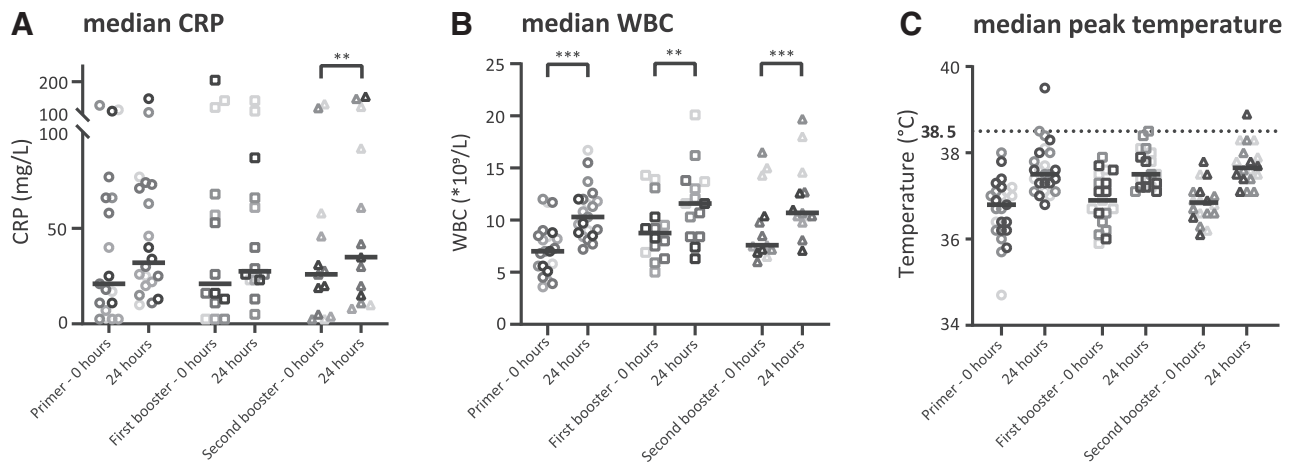 A median CRP
CRP (mg/L)
200
100
100
50
0
**
Primer - 0 hours
24 hours
First booster - 0 hours
24 hours
Second booster - 0 hours
24 hours
B median WBC
WBC (*10⁹/L)
25
20
15
10
5
0
***
**
***
Primer - 0 hours
24 hours
First booster - 0 hours
24 hours
Second booster - 0 hours
24 hours
C median peak temperature
Temperature (°C)
40
38.5
38
36
34
Primer - 0 hours
24 hours
First booster - 0 hours
24 hours
Second booster - 0 hours
24 hours